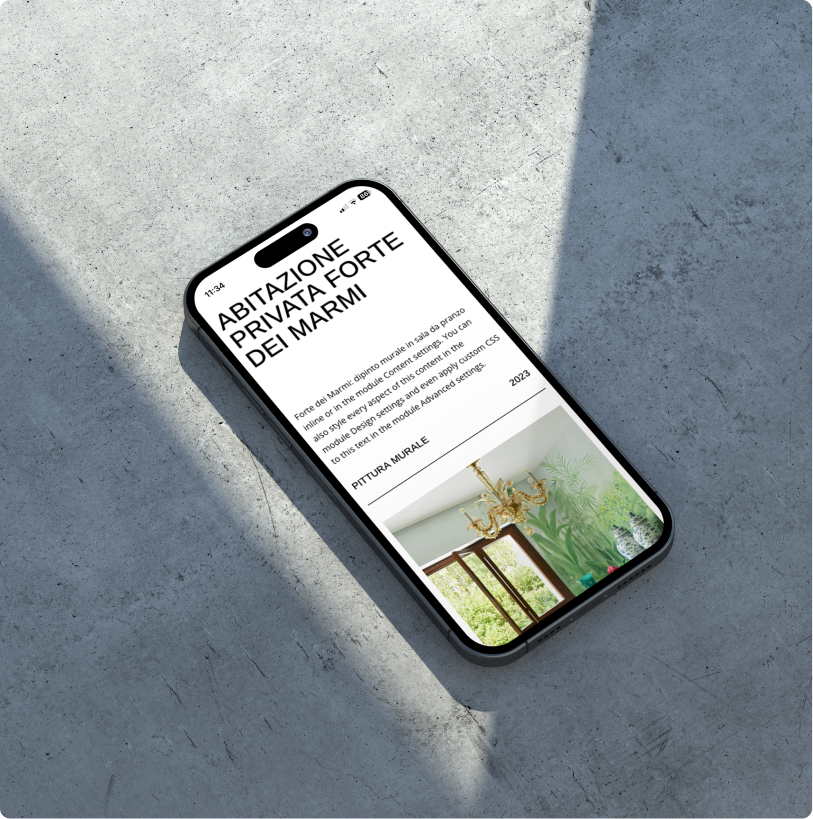 11:34
ABITAZIONE
PRIVATA FORTE
DEI MARMI
Forte dei Marmi: dipinto murale in sala da pranzo
inline or in the module Content settings. You can
also style every aspect of this content in the
module Design settings and even apply custom CSS
to this text in the module Advanced settings.
PITTURA MURALE 2023